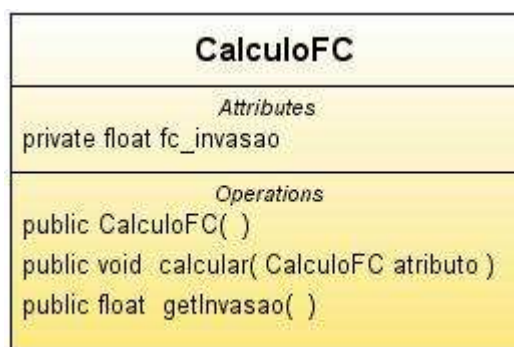 CalculoFC
Attributes
private float fc_invasao
Operations
public CalculoFC( )
public void calcular( CalculoFC atributo )
public float getInvasao( )